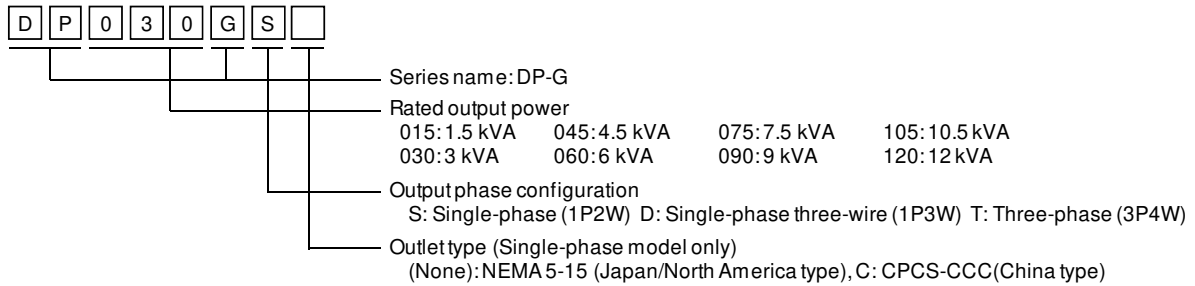 DP030GS
Series name: DP-G
Rated output power
015: 1.5 kVA 045: 4.5 kVA 075: 7.5 kVA 105: 10.5 kVA
030: 3 kVA 060: 6 kVA 090: 9 kVA 120: 12 kVA
Output phase configuration
S: Single-phase (1P2W) D: Single-phase three-wire (1P3W) T: Three-phase (3P4W)
Outlet type (Single-phase model only)
(None): NEMA 5-15 (Japan/North America type), C: CPCS-CCC(China type)